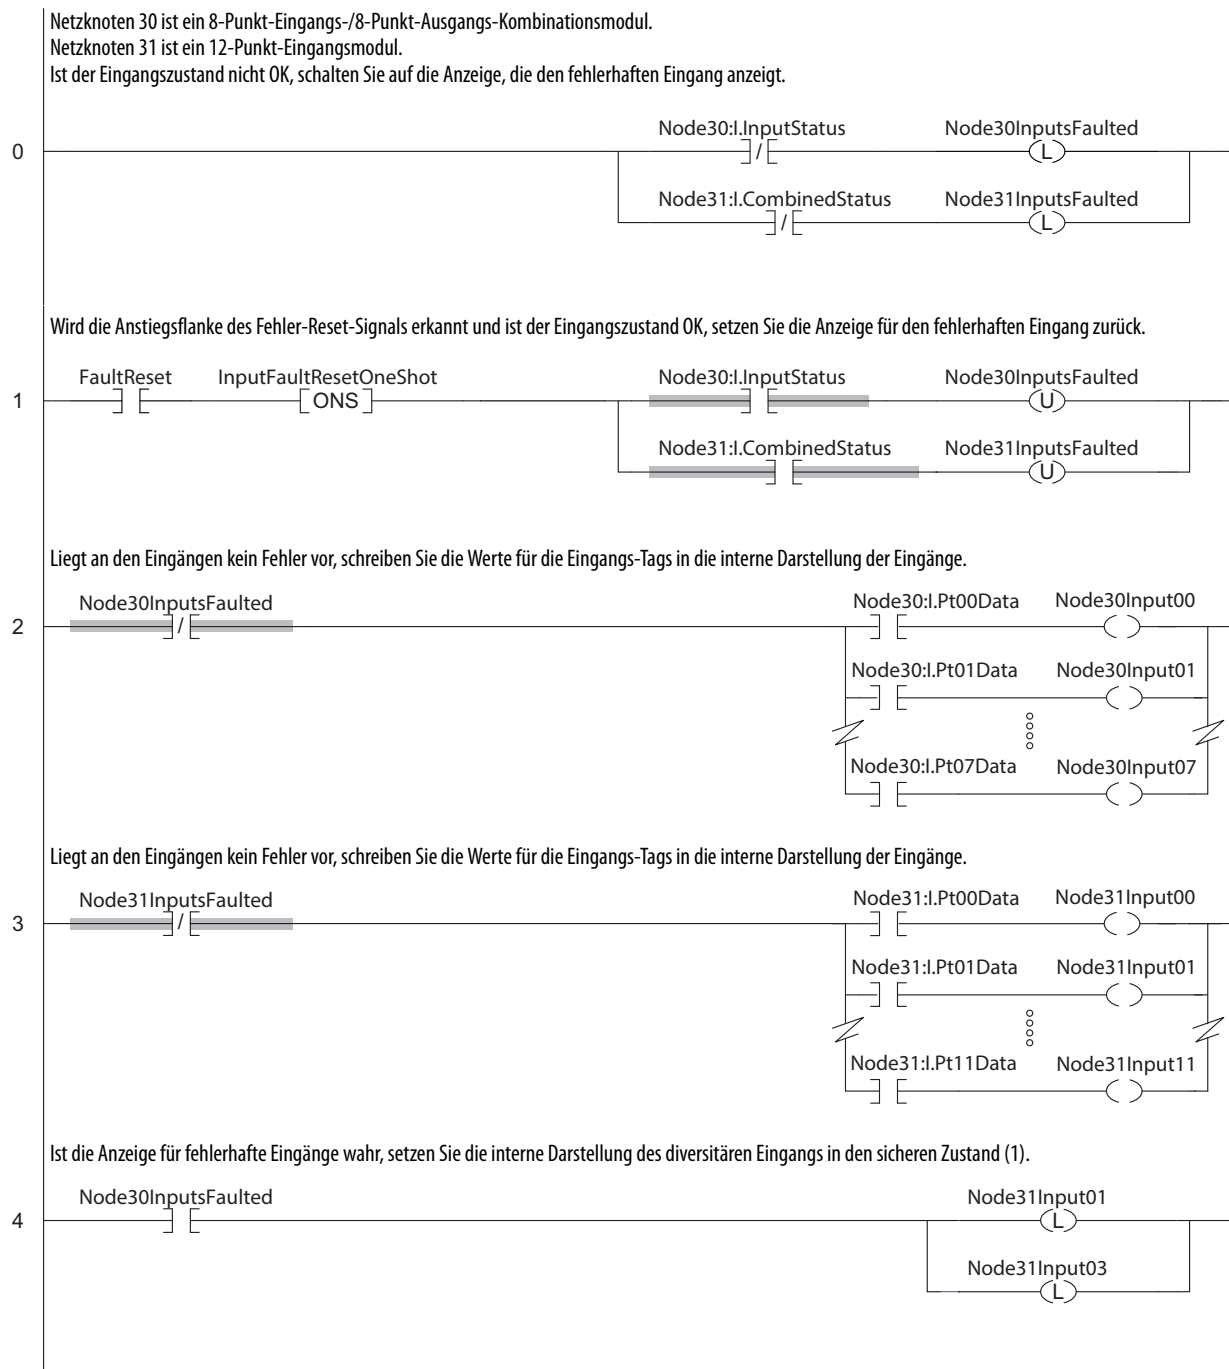 Netzknoten 30 ist ein 8-Punkt-Eingangs-/8-Punkt-Ausgangs-Kombinationsmodul.
Netzknoten 31 ist ein 12-Punkt-Eingangsmodul.
Ist der Eingangszustand nicht OK, schalten Sie auf die Anzeige, die den fehlerhaften Eingang anzeigt.
Node30:I.InputStatus Node30InputsFaulted
0 / L
Node31:I.CombinedStatus Node31InputsFaulted
/ L
Wird die Anstiegsflanke des Fehler-Reset-Signals erkannt und ist der Eingangszustand OK, setzen Sie die Anzeige für den fehlerhaften Eingang zurück.
FaultReset InputFaultResetOneShot Node30:I.InputStatus Node30InputsFaulted
1 ONS U
Node31:I.CombinedStatus Node31InputsFaulted
U
Liegt an den Eingängen kein Fehler vor, schreiben Sie die Werte für die Eingangs-Tags in die interne Darstellung der Eingänge.
Node30InputsFaulted Node30:I.Pt00Data Node30Input00
2 /
Node30:I.Pt01Data Node30Input01
Node30:I.Pt07Data Node30Input07
Liegt an den Eingängen kein Fehler vor, schreiben Sie die Werte für die Eingangs-Tags in die interne Darstellung der Eingänge.
Node31InputsFaulted Node31:I.Pt00Data Node31Input00
3 /
Node31:I.Pt01Data Node31Input01
Node31:I.Pt11Data Node31Input11
Ist die Anzeige für fehlerhafte Eingänge wahr, setzen Sie die interne Darstellung des diversitären Eingangs in den sicheren Zustand (1).
Node30InputsFaulted Node31Input01
4 L
Node31Input03
L